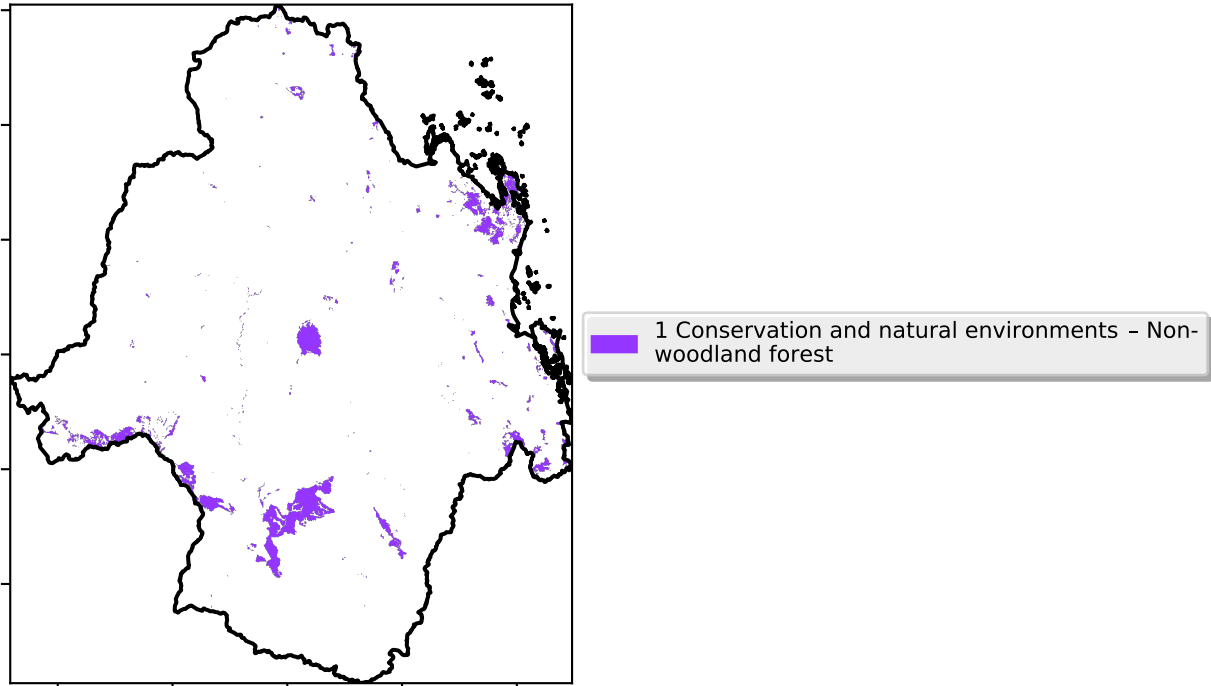 1 Conservation and natural environments – Non-
woodland forest